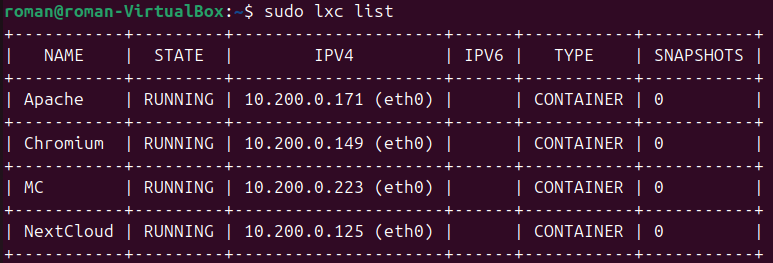 roman@roman-VirtualBox:~$ sudo lxc list
+-----------+---------+---------------------+------+-----------+-----------+
|   NAME    |  STATE  |        IPV4         | IPV6 |   TYPE    | SNAPSHOTS |
+-----------+---------+---------------------+------+-----------+-----------+
| Apache    | RUNNING | 10.200.0.171 (eth0) |      | CONTAINER | 0         |
+-----------+---------+---------------------+------+-----------+-----------+
| Chromium  | RUNNING | 10.200.0.149 (eth0) |      | CONTAINER | 0         |
+-----------+---------+---------------------+------+-----------+-----------+
| MC        | RUNNING | 10.200.0.223 (eth0) |      | CONTAINER | 0         |
+-----------+---------+---------------------+------+-----------+-----------+
| NextCloud | RUNNING | 10.200.0.125 (eth0) |      | CONTAINER | 0         |
+-----------+---------+---------------------+------+-----------+-----------+